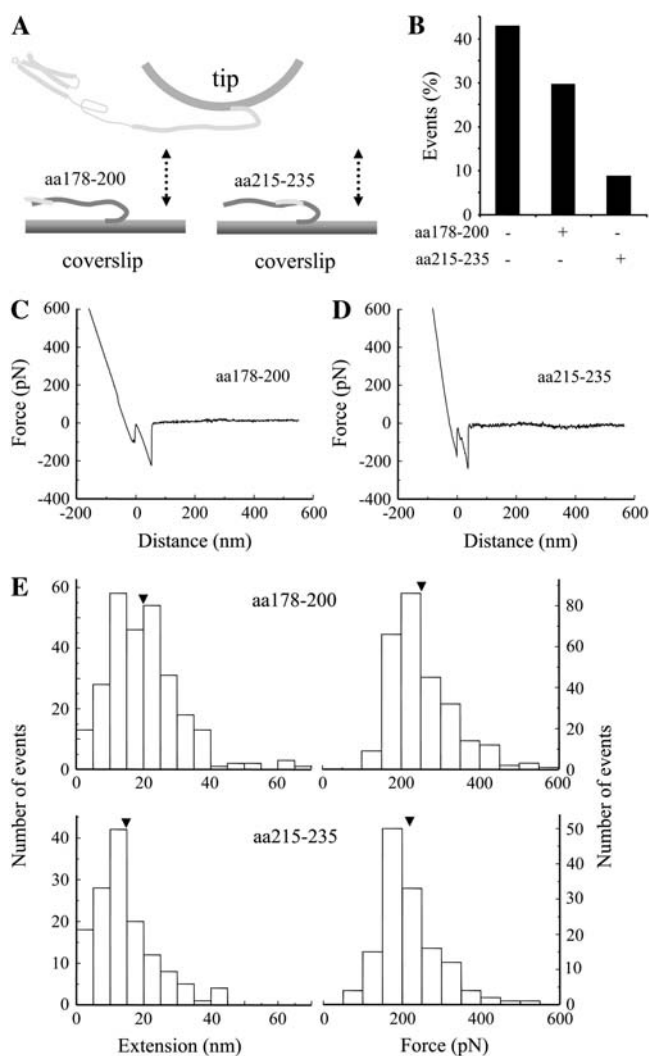 A
tip
aa178-200
aa215-235
coverslip
coverslip
B
Events (%)
40
30
20
10
0
aa178-200 - + -
aa215-235 - - +
C
Force (pN)
600
400
200
0
-200
-400
aa178-200
-200 0 200 400 600
Distance (nm)
D
Force (pN)
600
400
200
0
-200
-400
aa215-235
-200 0 200 400 600
Distance (nm)
E
Number of events
60
50
40
30
20
10
0
0 20 40 60
aa178-200
80
60
40
20
0
0 200 400 600
Number of events
40
30
20
10
0
0 20 40 60
Extension (nm)
aa215-235
50
40
30
20
10
0
0 200 400 600
Force (pN)